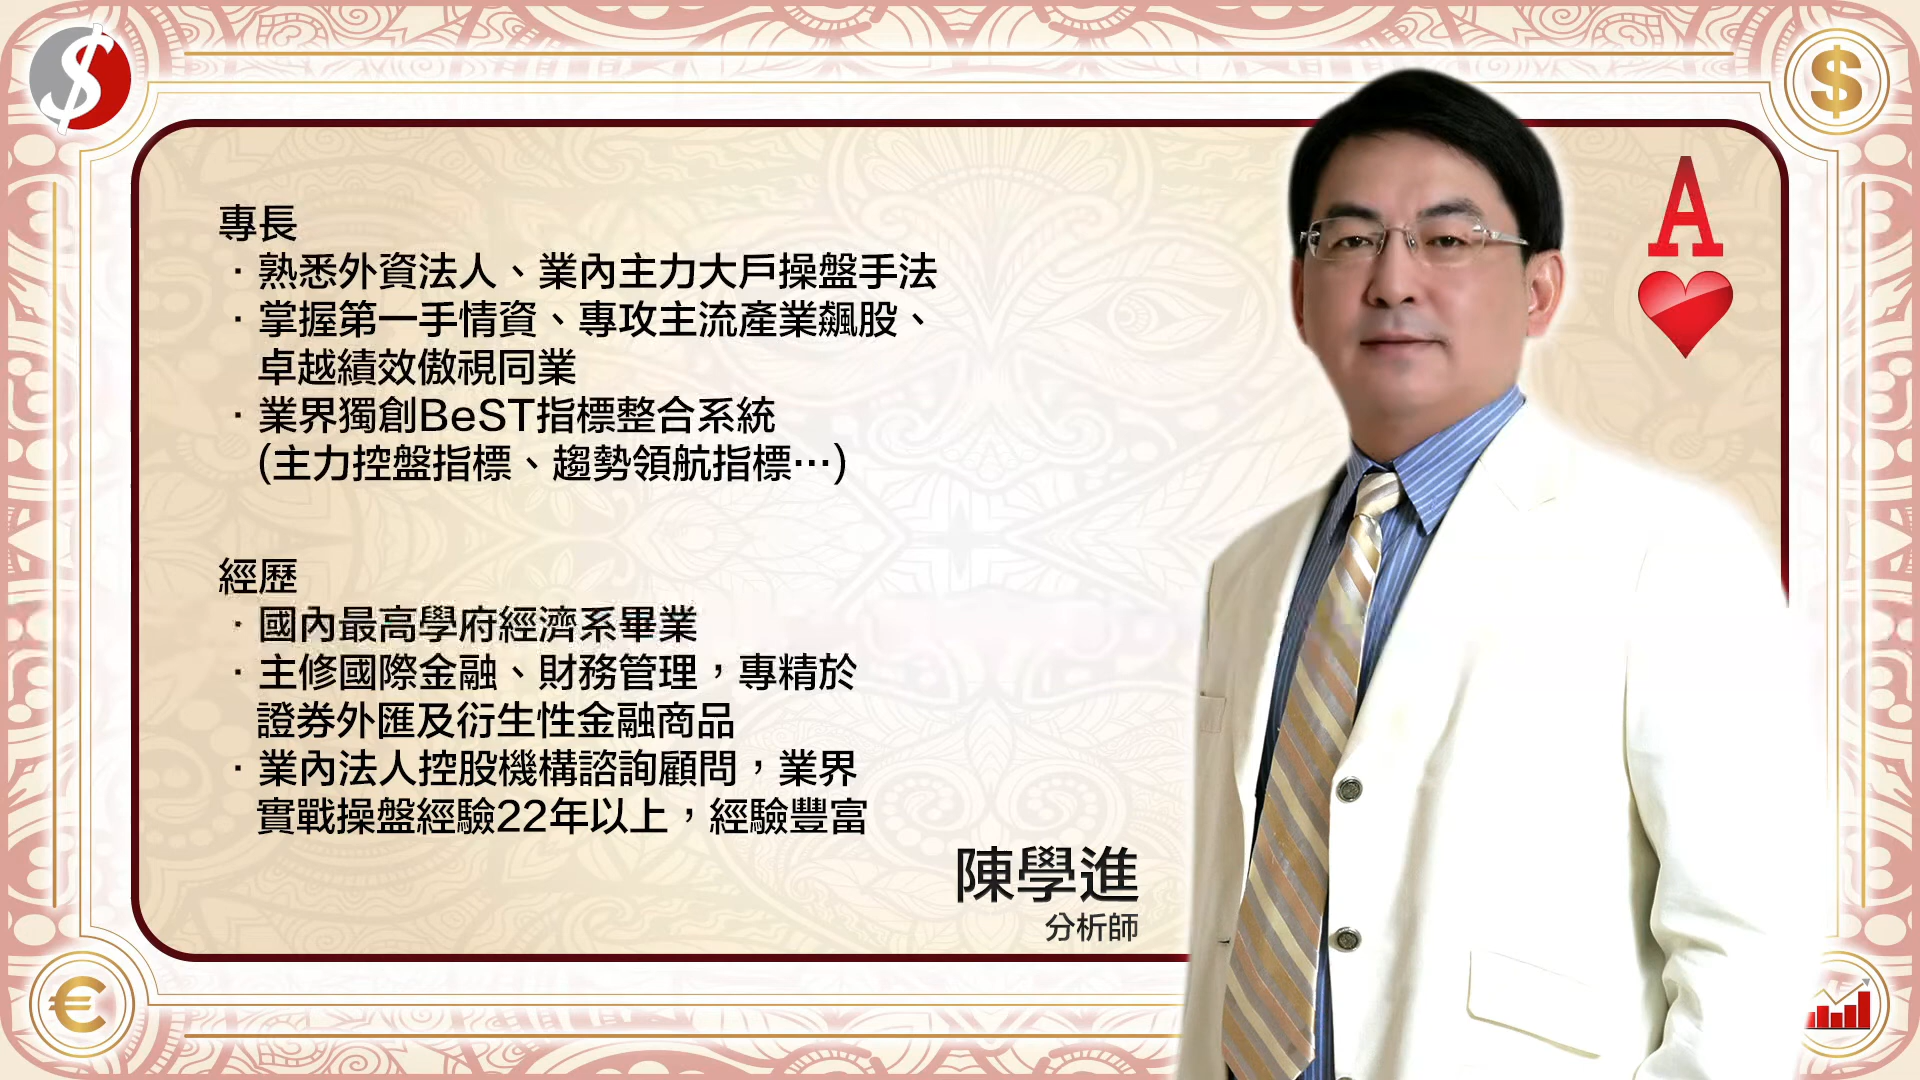 A
專長
·熟悉外資法人、業內主力大戶操盤手法
·掌握第一手情資、專攻主流產業飆股、
卓越績效傲視同業
·業界獨創BeST指標整合系統
(主力控盤指標、趨勢領航指標…)
經歷
·國內最高學府經濟系畢業
·主修國際金融、財務管理，專精於
證券外匯及衍生性金融商品
·業內法人控股機構諮詢顧問，業界
實戰操盤經驗22年以上，經驗豐富
陳學進
分析師